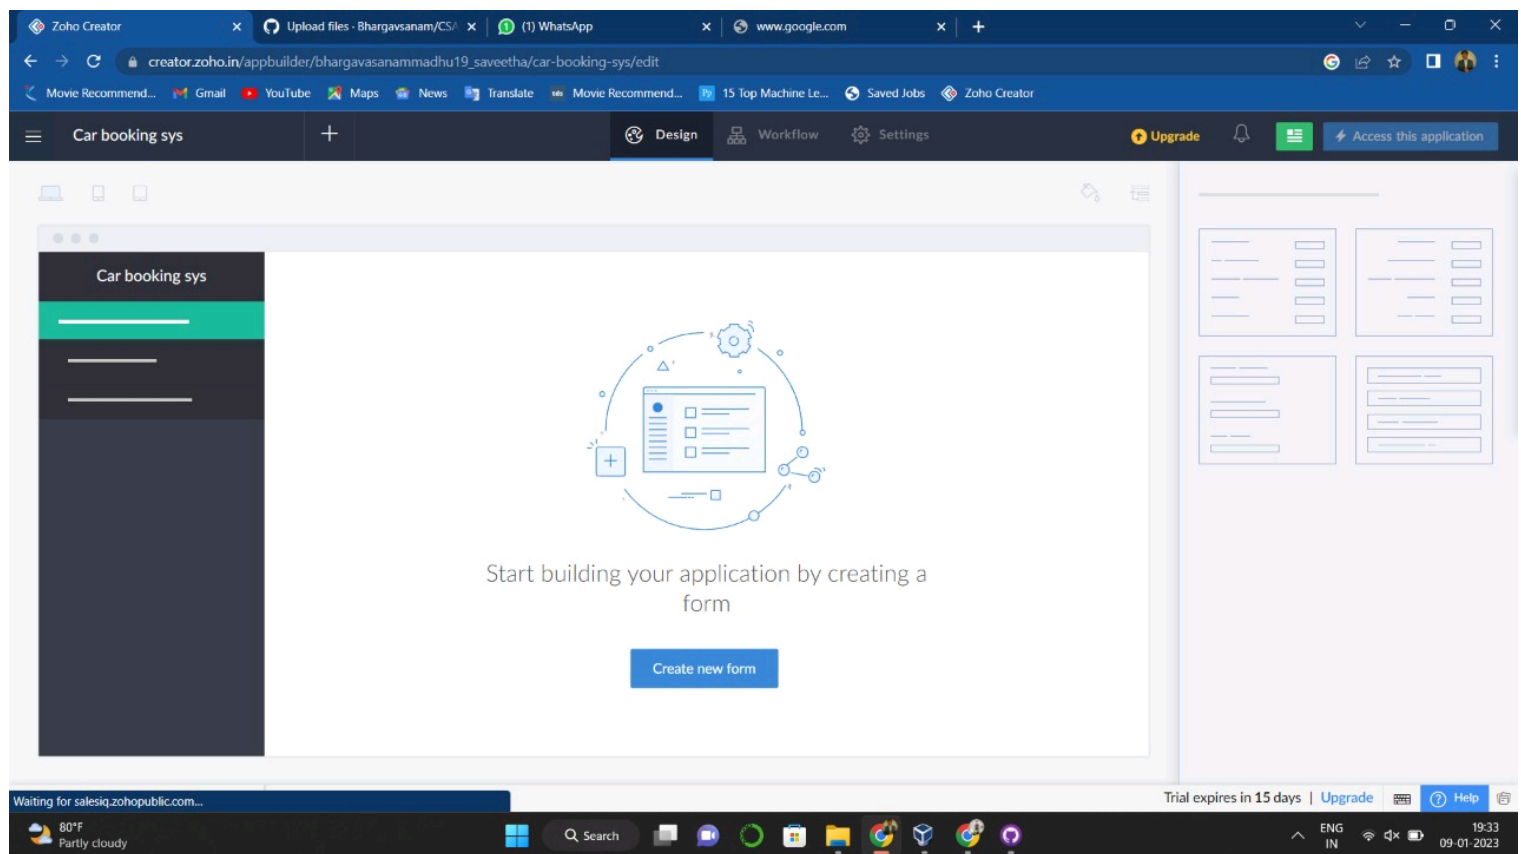 Zoho Creator
Upload files · Bhargavsanam/CSA
(1) WhatsApp
www.google.com
creator.zoho.in/appbuilder/bhargavasanammadhu19_saveetha/car-booking-sys/edit
Movie Recommend...
Gmail
YouTube
Maps
News
Translate
Movie Recommend...
15 Top Machine Le...
Saved Jobs
Zoho Creator
Car booking sys
Design
Workflow
Settings
Upgrade
Access this application
Car booking sys
Start building your application by creating a
form
Create new form
Waiting for salesiq.zohopublic.com...
Trial expires in 15 days | Upgrade
Help
80°F
Partly cloudy
Search
ENG
IN
19:33
09-01-2023